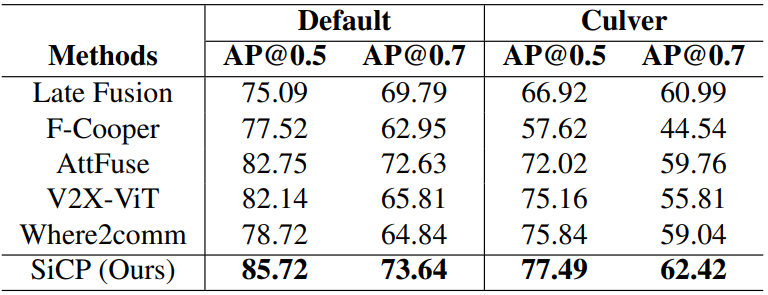 Default Culver
Methods AP@0.5 AP@0.7 AP@0.5 AP@0.7
Late Fusion 75.09 69.79 66.92 60.99
F-Cooper 77.52 62.95 57.62 44.54
AttFuse 82.75 72.63 72.02 59.76
V2X-ViT 82.14 65.81 75.16 55.81
Where2comm 78.72 64.84 75.84 59.04
SiCP (Ours) 85.72 73.64 77.49 62.42